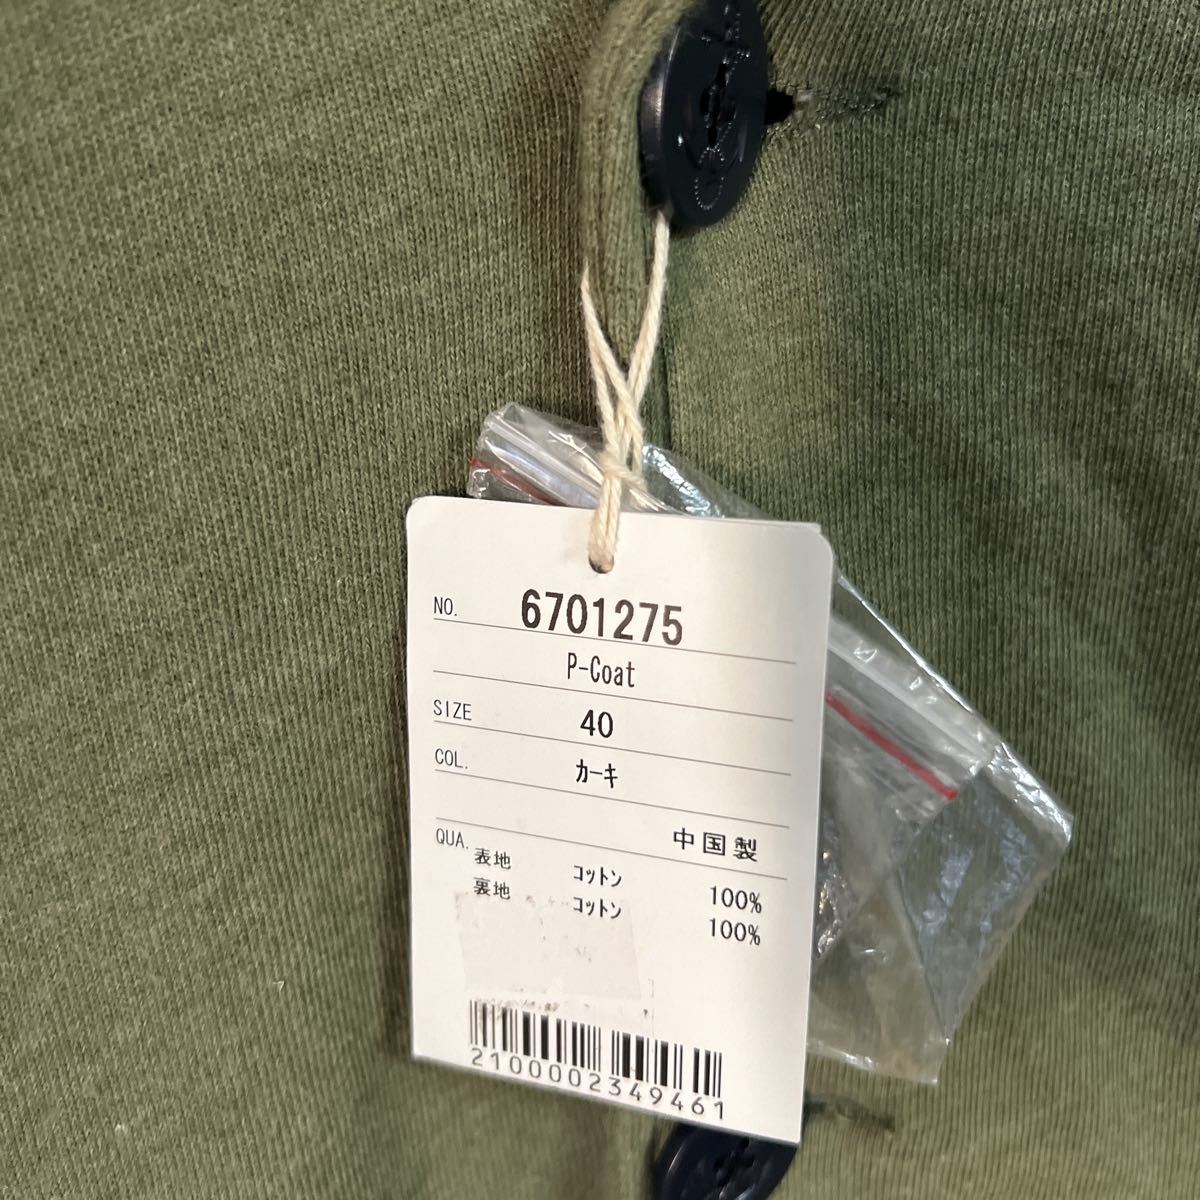 NO. 6701275
P-Coat
SIZE 40
COL. カーキ
中国製
QUA. 表地 コットン 100%
裏地 コットン 100%
2100002349461